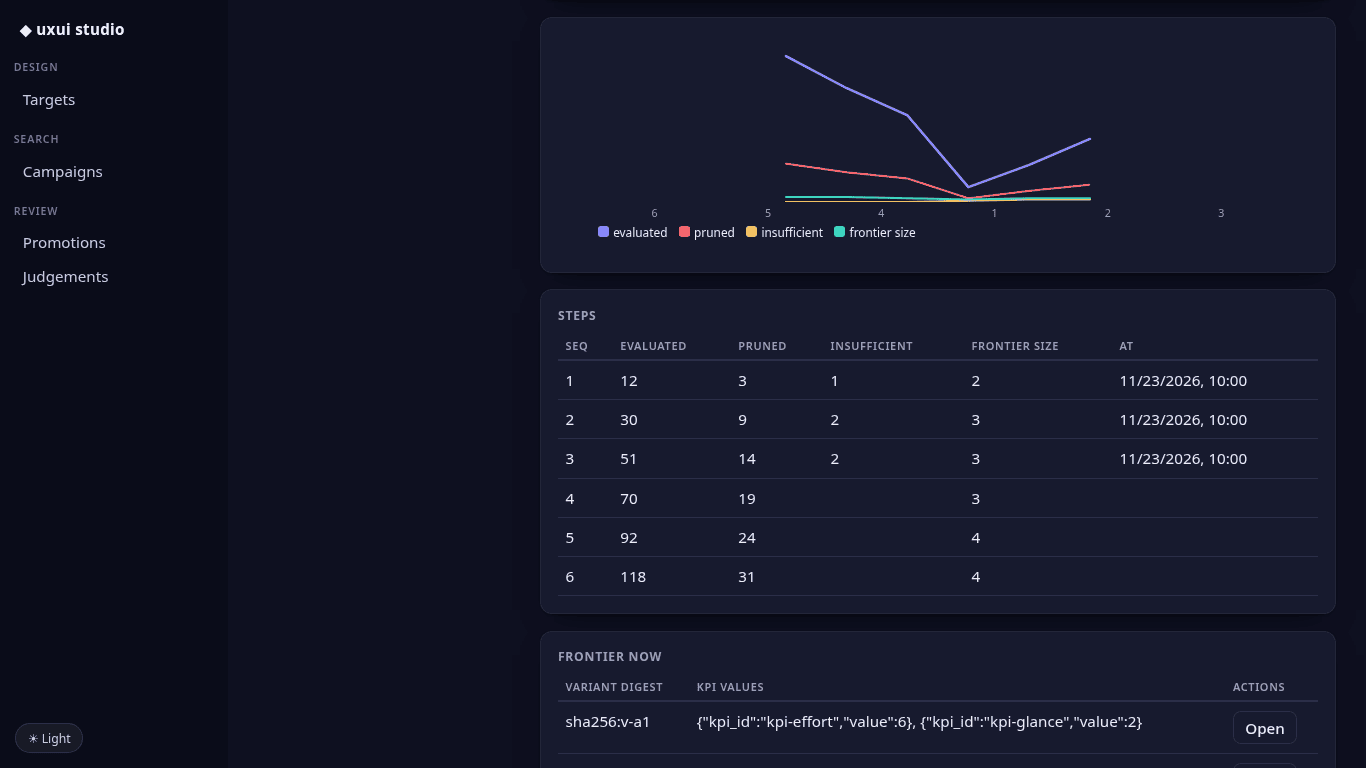 ◆ uxui studio
DESIGN
Targets
SEARCH
Campaigns
REVIEW
Promotions
Judgements
☀ Light
6 5 4 1 2 3
evaluated pruned insufficient frontier size
STEPS
SEQ EVALUATED PRUNED INSUFFICIENT FRONTIER SIZE AT
1 12 3 1 2 11/23/2026, 10:00
2 30 9 2 3 11/23/2026, 10:00
3 51 14 2 3 11/23/2026, 10:00
4 70 19 3
5 92 24 4
6 118 31 4
FRONTIER NOW
VARIANT DIGEST KPI VALUES ACTIONS
sha256:v-a1 {"kpi_id":"kpi-effort","value":6}, {"kpi_id":"kpi-glance","value":2} Open